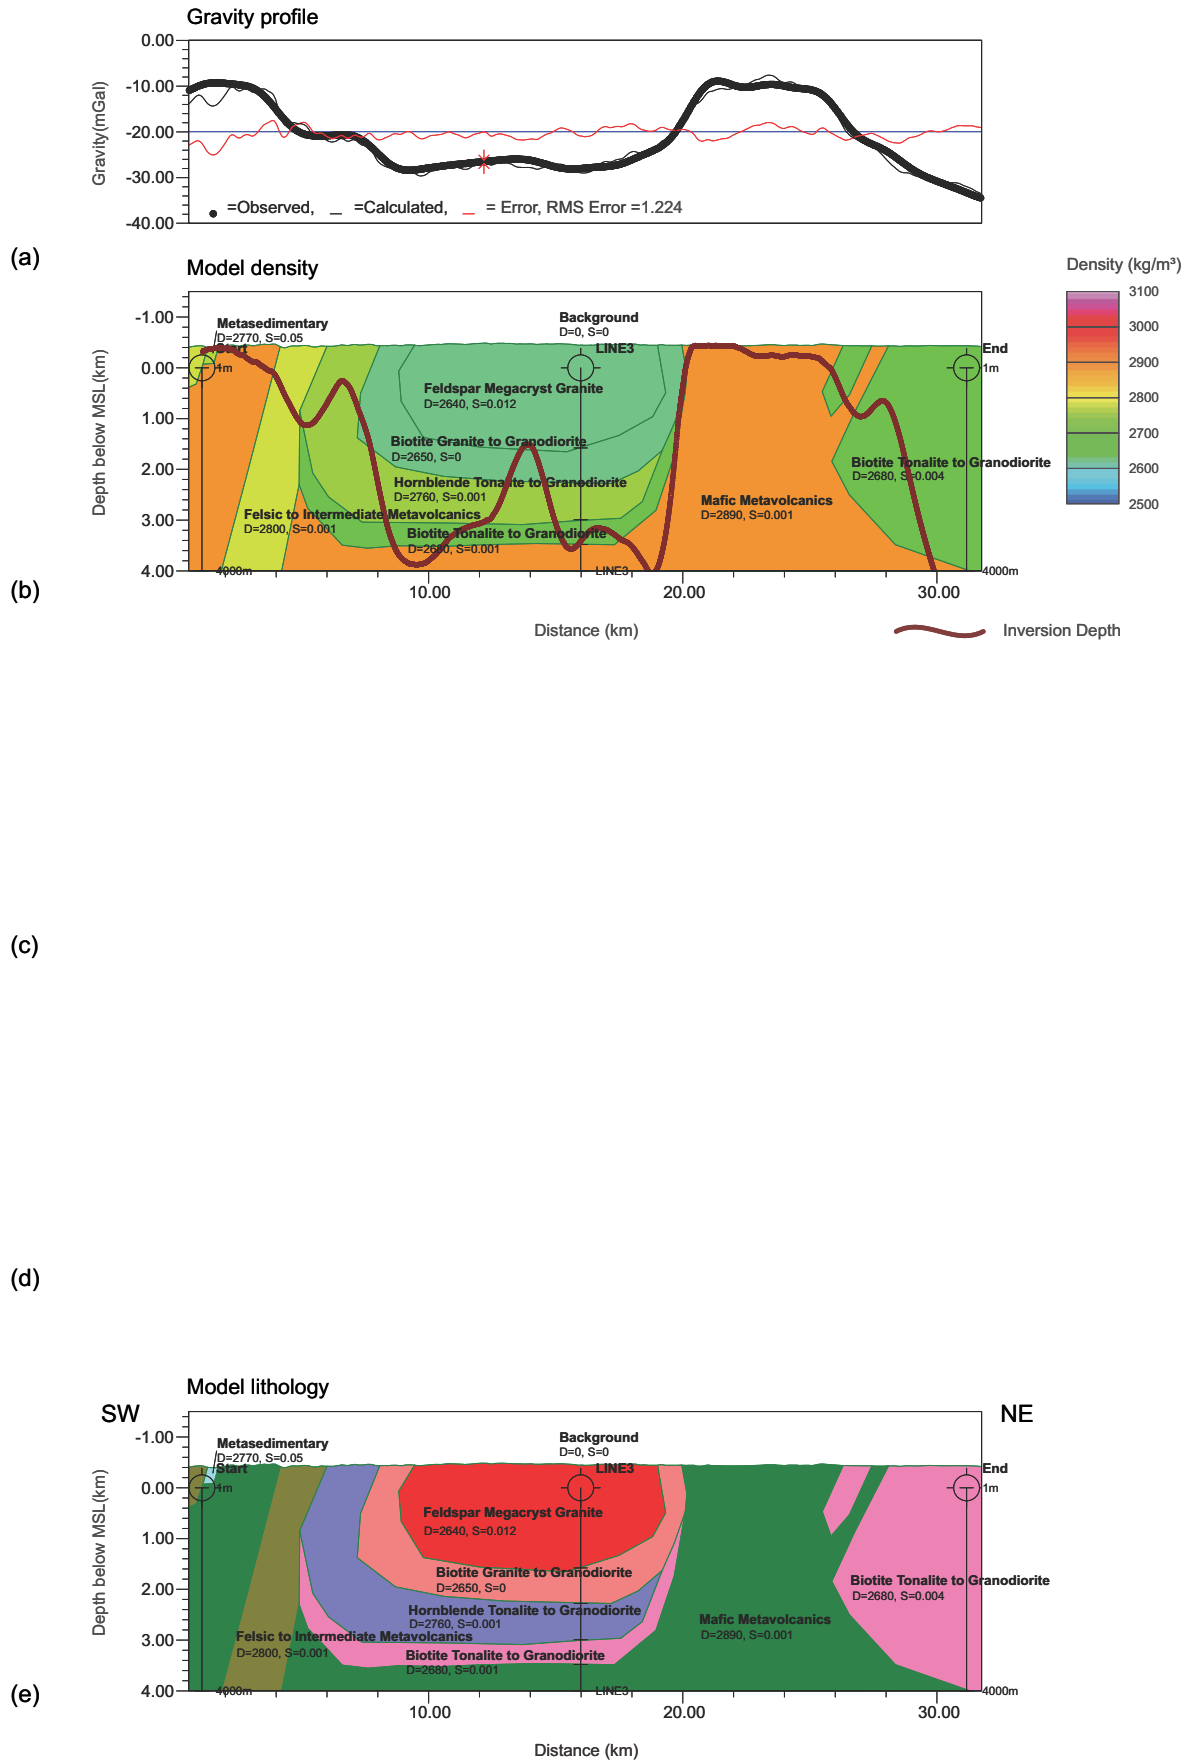 Gravity profile
0.00
-10.00
-20.00
-30.00
-40.00
Gravity(mGal)
=Observed, =Calculated, = Error, RMS Error =1.224
(a)
Model density
Density (kg/m³)
3100
3000
2900
2800
2700
2600
2500
-1.00
0.00
1.00
2.00
3.00
4.00
Depth below MSL(km)
Metasedimentary
D=2770, S=0.05
Start
1m
Background
D=0, S=0
LINE3
End
1m
Feldspar Megacryst Granite
D=2640, S=0.012
Biotite Granite to Granodiorite
D=2650, S=0
Hornblende Tonalite to Granodiorite
D=2760, S=0.001
Felsic to Intermediate Metavolcanics
D=2800, S=0.001
Biotite Tonalite to Granodiorite
D=2680, S=0.001
Mafic Metavolcanics
D=2890, S=0.001
Biotite Tonalite to Granodiorite
D=2680, S=0.004
4000m
LINE3
4000m
(b)
10.00
20.00
30.00
Distance (km)
Inversion Depth
(c)
(d)
Model lithology
SW
NE
-1.00
0.00
1.00
2.00
3.00
4.00
Depth below MSL(km)
Metasedimentary
D=2770, S=0.05
Start
1m
Background
D=0, S=0
LINE3
End
1m
Feldspar Megacryst Granite
D=2640, S=0.012
Biotite Granite to Granodiorite
D=2650, S=0
Hornblende Tonalite to Granodiorite
D=2760, S=0.001
Felsic to Intermediate Metavolcanics
D=2800, S=0.001
Biotite Tonalite to Granodiorite
D=2680, S=0.001
Mafic Metavolcanics
D=2890, S=0.001
Biotite Tonalite to Granodiorite
D=2680, S=0.004
4000m
LINE3
4000m
(e)
10.00
20.00
30.00
Distance (km)